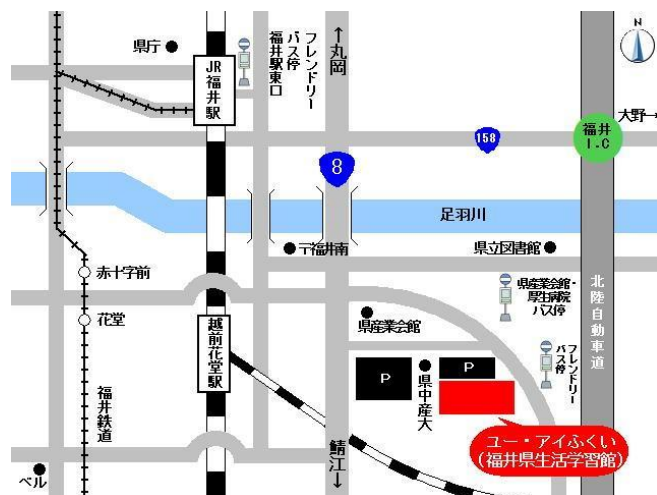 県庁
JR福井駅
フレンドリー
バス停
福井駅東口
↑丸岡
N
大野→
158
福井
I.C
8
足羽川
〒福井南
県立図書館
赤十字前
花堂
越前花堂駅
県産業会館
県産業会館・
厚生病院
バス停
北陸自動車道
フレンドリー
バス停
P
県中産大
P
福井鉄道
ベル
鯖江↓
ユー・アイふくい
(福井県生活学習館)